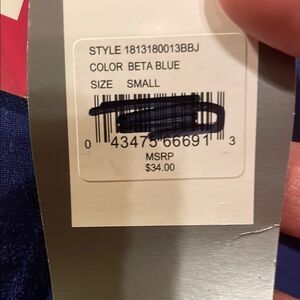 STYLE 1813180013BBJ
COLOR BETA BLUE
SIZE SMALL
0 43475 66691 3
MSRP
$34.00